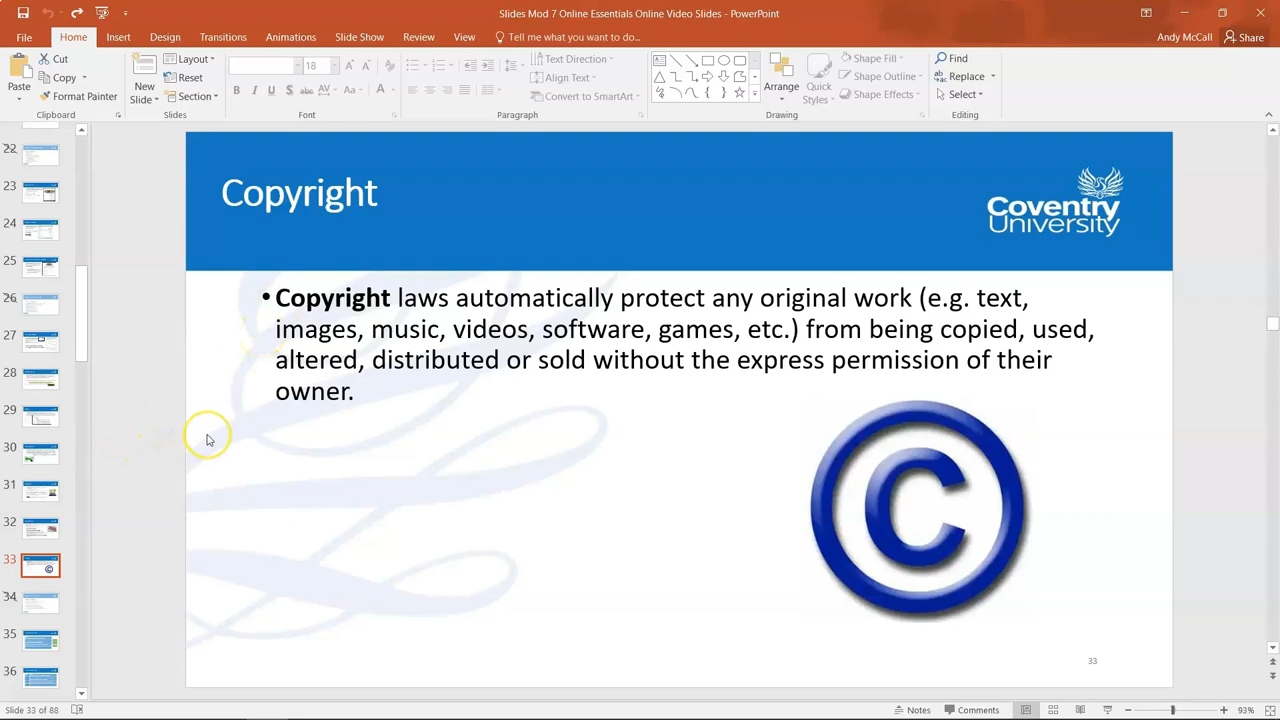 Slides Mod 7 Online Essentials Online Video Slides - PowerPoint
File Home Insert Design Transitions Animations Slide Show Review View Tell me what you want to do... Andy McCall Share
Paste Cut Copy Format Painter Clipboard
New Slide Layout Reset Section Slides
18
B I U S abc AV Aa A Font
Text Direction Align Text Convert to SmartArt Paragraph
Arrange Quick Styles Shape Fill Shape Outline Shape Effects Drawing
Find Replace Select Editing
22
23
24
25
26
27
28
29
30
31
32
33
34
35
36
Copyright
Coventry
University
• Copyright laws automatically protect any original work (e.g. text,
images, music, videos, software, games, etc.) from being copied, used,
altered, distributed or sold without the express permission of their
owner.
©
33
Slide 33 of 88 Notes Comments 93%